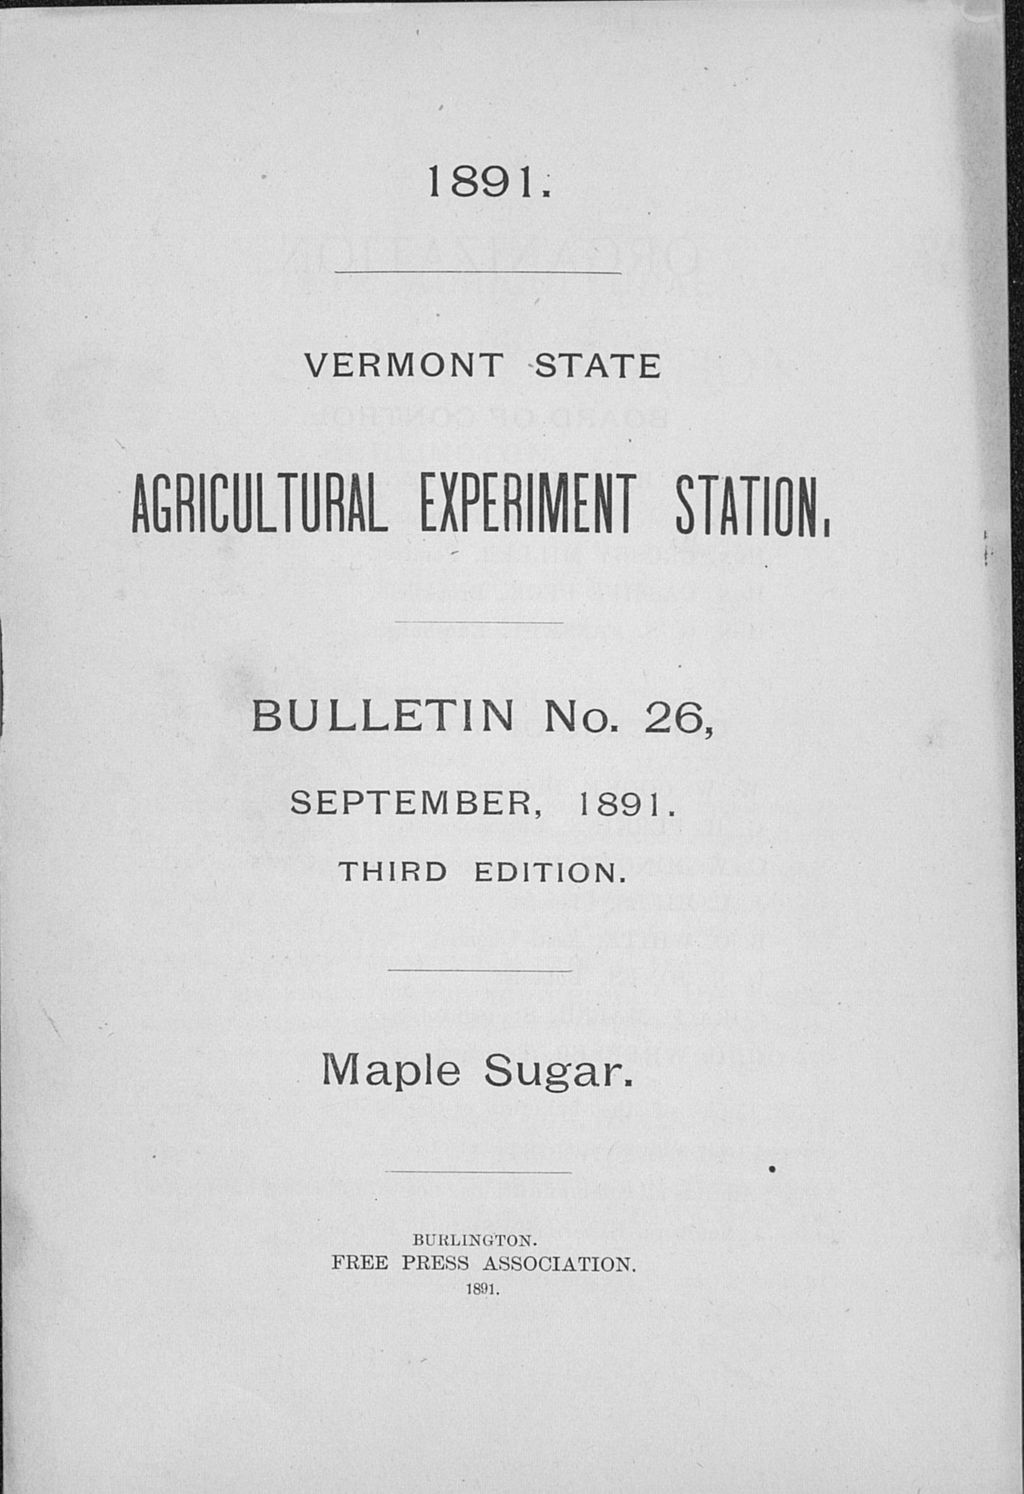 1891.
VERMONT STATE
AGRICULTURAL EXPERIMENT STATION,
BULLETIN No. 26,
SEPTEMBER, 1891.
THIRD EDITION.
Maple Sugar.
BURLINGTON.
FREE PRESS ASSOCIATION.
1891.